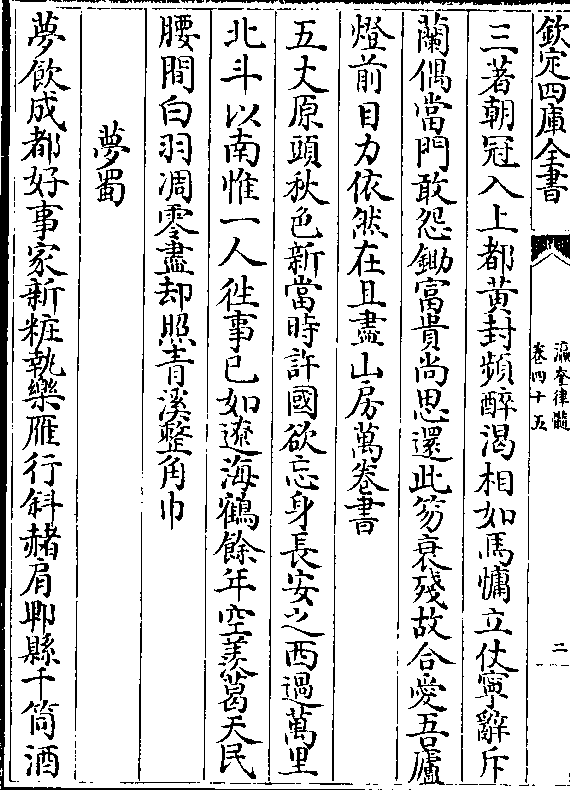 欽定四庫全書
瀛奎律髓
卷四十五
二
三著朝冠入上都黃封頻醉渴相如馬慵立仗寧辭斥
蘭偶當門敢怨鋤富貴尚思還此笏衰殘故合愛吾廬
燈前目力依然在且盡山房萬卷書
五丈原頭秋色新當時許國欲忘身長安之西過萬里
北斗以南惟一人徃事已如遼海鶴餘年空羨葛天民
腰間白羽凋零盡却照青溪整角巾
夢蜀
夢飲成都好事家新粧執樂雁行斜赭肩郫縣千筒酒